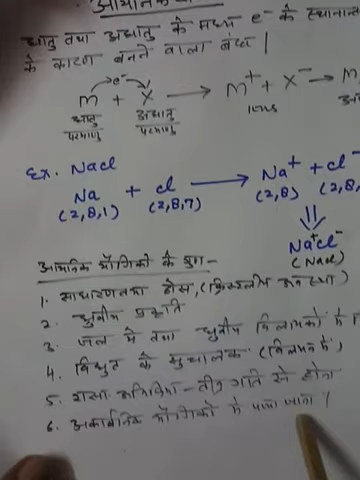 आयनिक
धातु तथा अधातु के मध्य e⁻ के स्थानान्त
के कारण बनने वाला बंध।
e⁻
M + X → M⁺ + X⁻ → M
धातु अधातु ions
परमाणु परमाणु
Ex. NaCl
Na + Cl → Na⁺ + Cl⁻
(2,8,1) (2,8,7) (2,8) (2,8,
Na⁺Cl⁻
(NaCl)
आयनिक यौगिकों के गुण -
1. साधारणतया ठोस, (क्रिस्टलीय अवस्था)
2. ध्रुवीय प्रकृति
3. जल में तथा ध्रुवीय विलायकों में
4. विद्युत के सुचालक (विलयन में)
5. रासा. अभिक्रिया - तीव्र गति से होना
6. अकार्बनिक यौगिकों में पाया जाना।